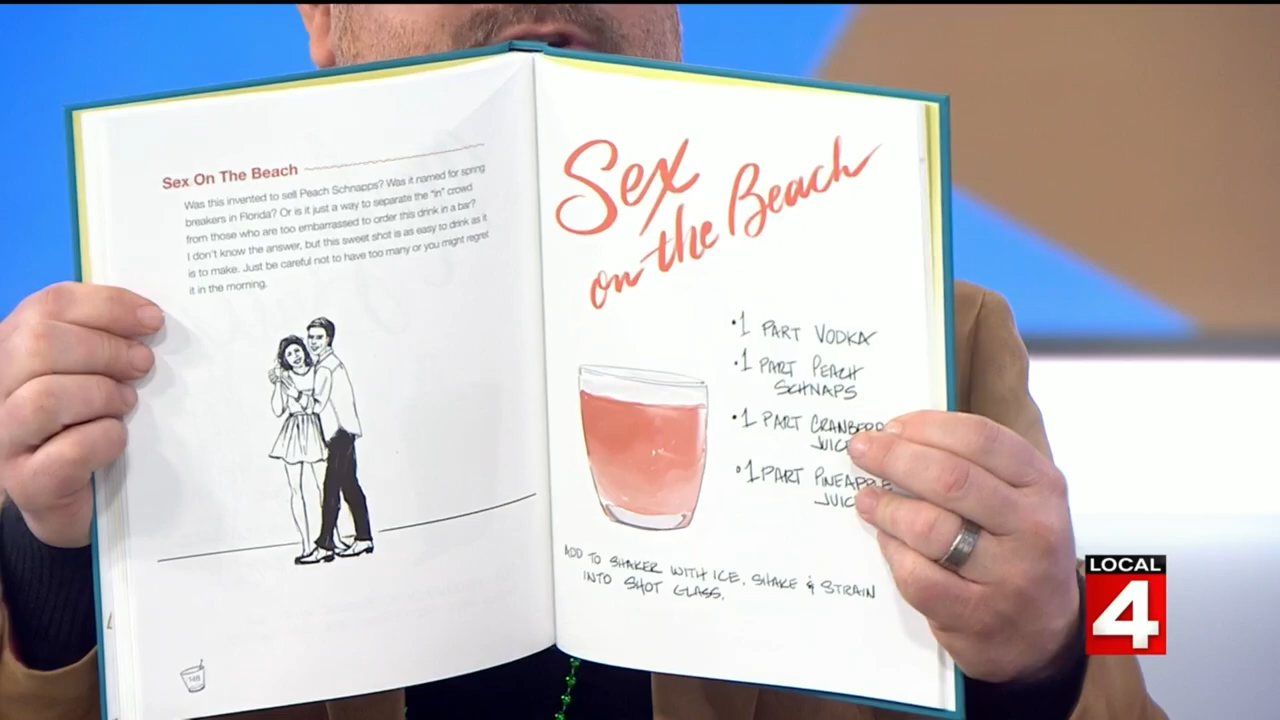 Sex On The Beach
Was this invented to sell Peach Schnapps? Was it named for spring
breakers in Florida? Or is it just a way to separate the "in" crowd
from those who are too embarrassed to order this drink in a bar?
I don't know the answer, but this sweet shot is as easy to drink as it
is to make. Just be careful not to have too many or you might regret
it in the morning.
148
Sex
on the Beach
•1 PART VODKA
•1 PART PEACH
SCHNAPS
•1 PART CRANBERR
JUICE
•1 PART PINEAPPLE
JUIC
ADD TO SHAKER WITH ICE. SHAKE & STRAIN
INTO SHOT GLASS.
LOCAL
4